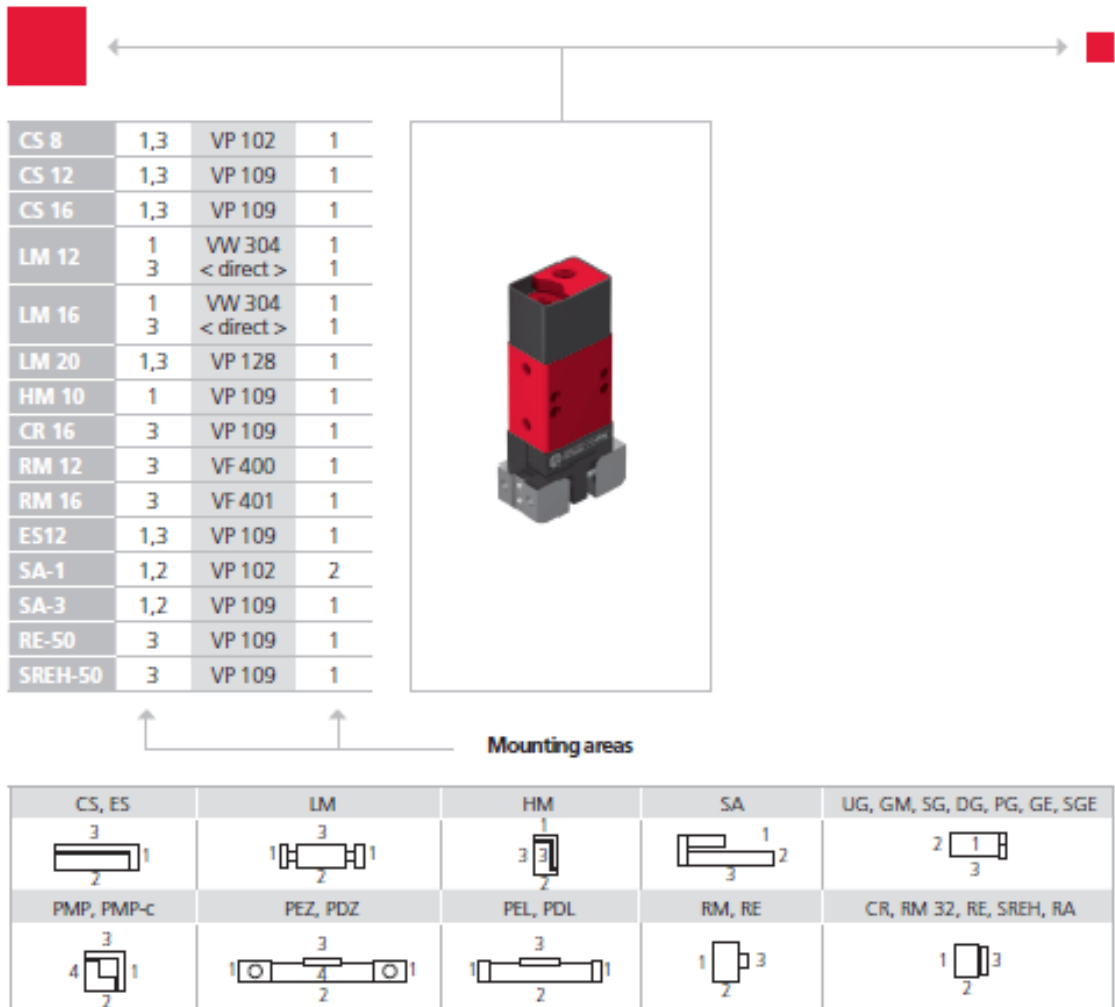 CS 8 1,3 VP 102 1
CS 12 1,3 VP 109 1
CS 16 1,3 VP 109 1
LM 12 1 VW 304 1
3 < direct > 1
LM 16 1 VW 304 1
3 < direct > 1
LM 20 1,3 VP 128 1
HM 10 1 VP 109 1
CR 16 3 VP 109 1
RM 12 3 VF 400 1
RM 16 3 VF 401 1
ES12 1,3 VP 109 1
SA-1 1,2 VP 102 2
SA-3 1,2 VP 109 1
RE-50 3 VP 109 1
SREH-50 3 VP 109 1
Mounting areas
CS, ES LM HM SA UG, GM, SG, DG, PG, GE, SGE
3 1 2
3 1 1 2
1 3 3 2
1 2 3
2 1 3
PMP, PMP-c PEZ, PDZ PEL, PDL RM, RE CR, RM 32, RE, SREH, RA
3 4 1 2
3 1 4 1 2
3 1 1 2
1 3 2
1 3 2